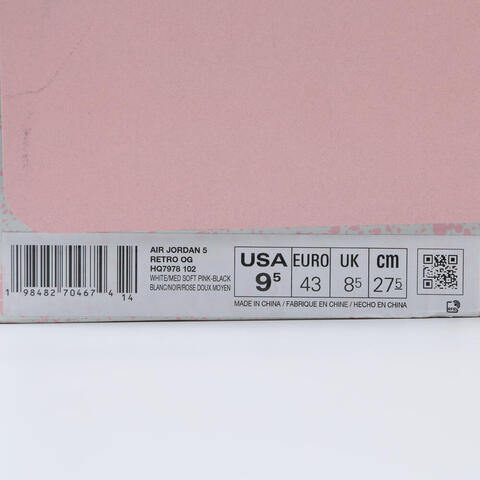 AIR JORDAN 5
RETRO OG
HQ7978 102
WHITE/MED SOFT PINK-BLACK
BLANC/NOIR/ROSE DOUX MOYEN
1 98482 70467 4 14
USA EURO UK cm
9⁵ 43 8⁵ 27⁵
MADE IN CHINA / FABRIQUE EN CHINE / HECHO EN CHINA